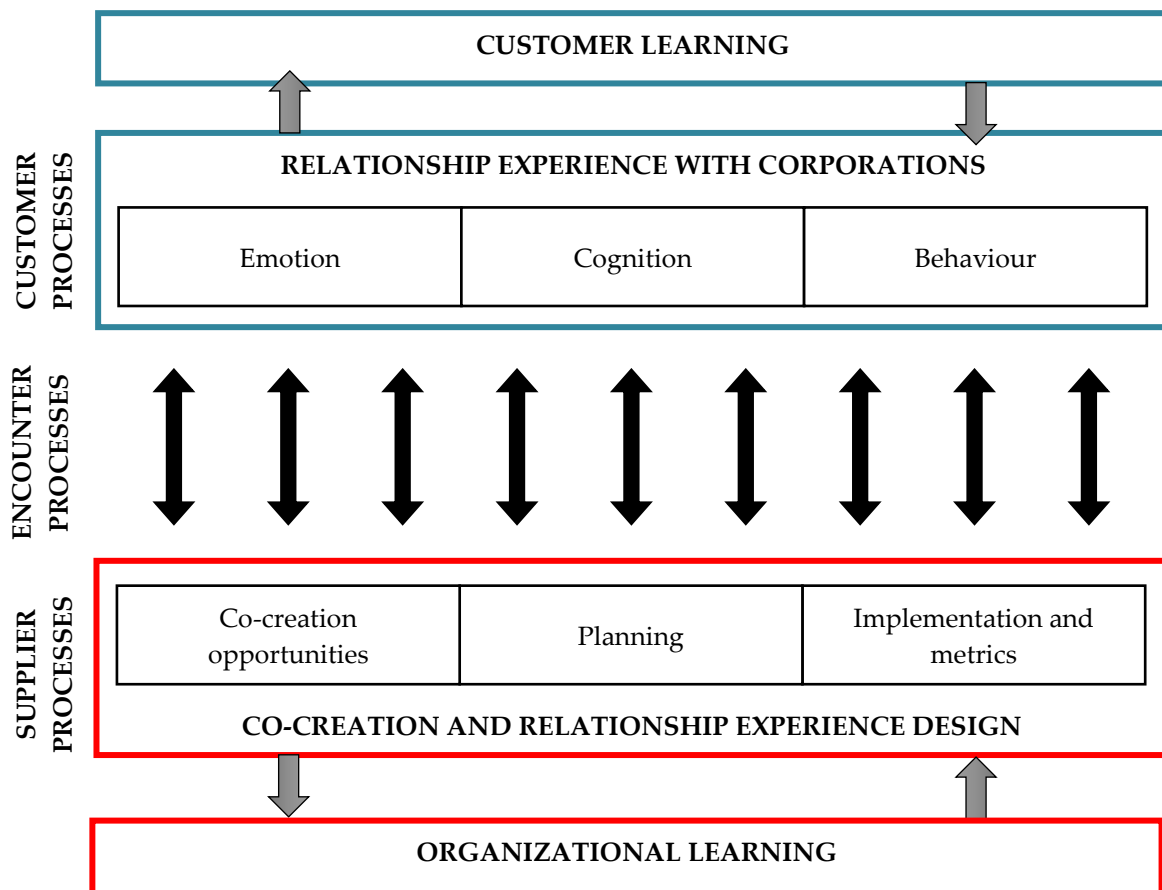 CUSTOMER LEARNING
CUSTOMER
PROCESSES
RELATIONSHIP EXPERIENCE WITH CORPORATIONS
Emotion
Cognition
Behaviour
ENCOUNTER
PROCESSES
SUPPLIER
PROCESSES
Co-creation
opportunities
Planning
Implementation and
metrics
CO-CREATION AND RELATIONSHIP EXPERIENCE DESIGN
ORGANIZATIONAL LEARNING